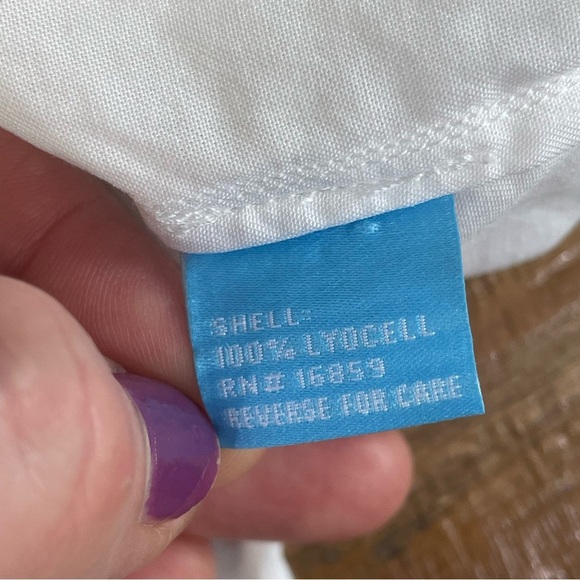 SHELL:
100% LYOCELL
RN# 16859
REVERSE FOR CARE